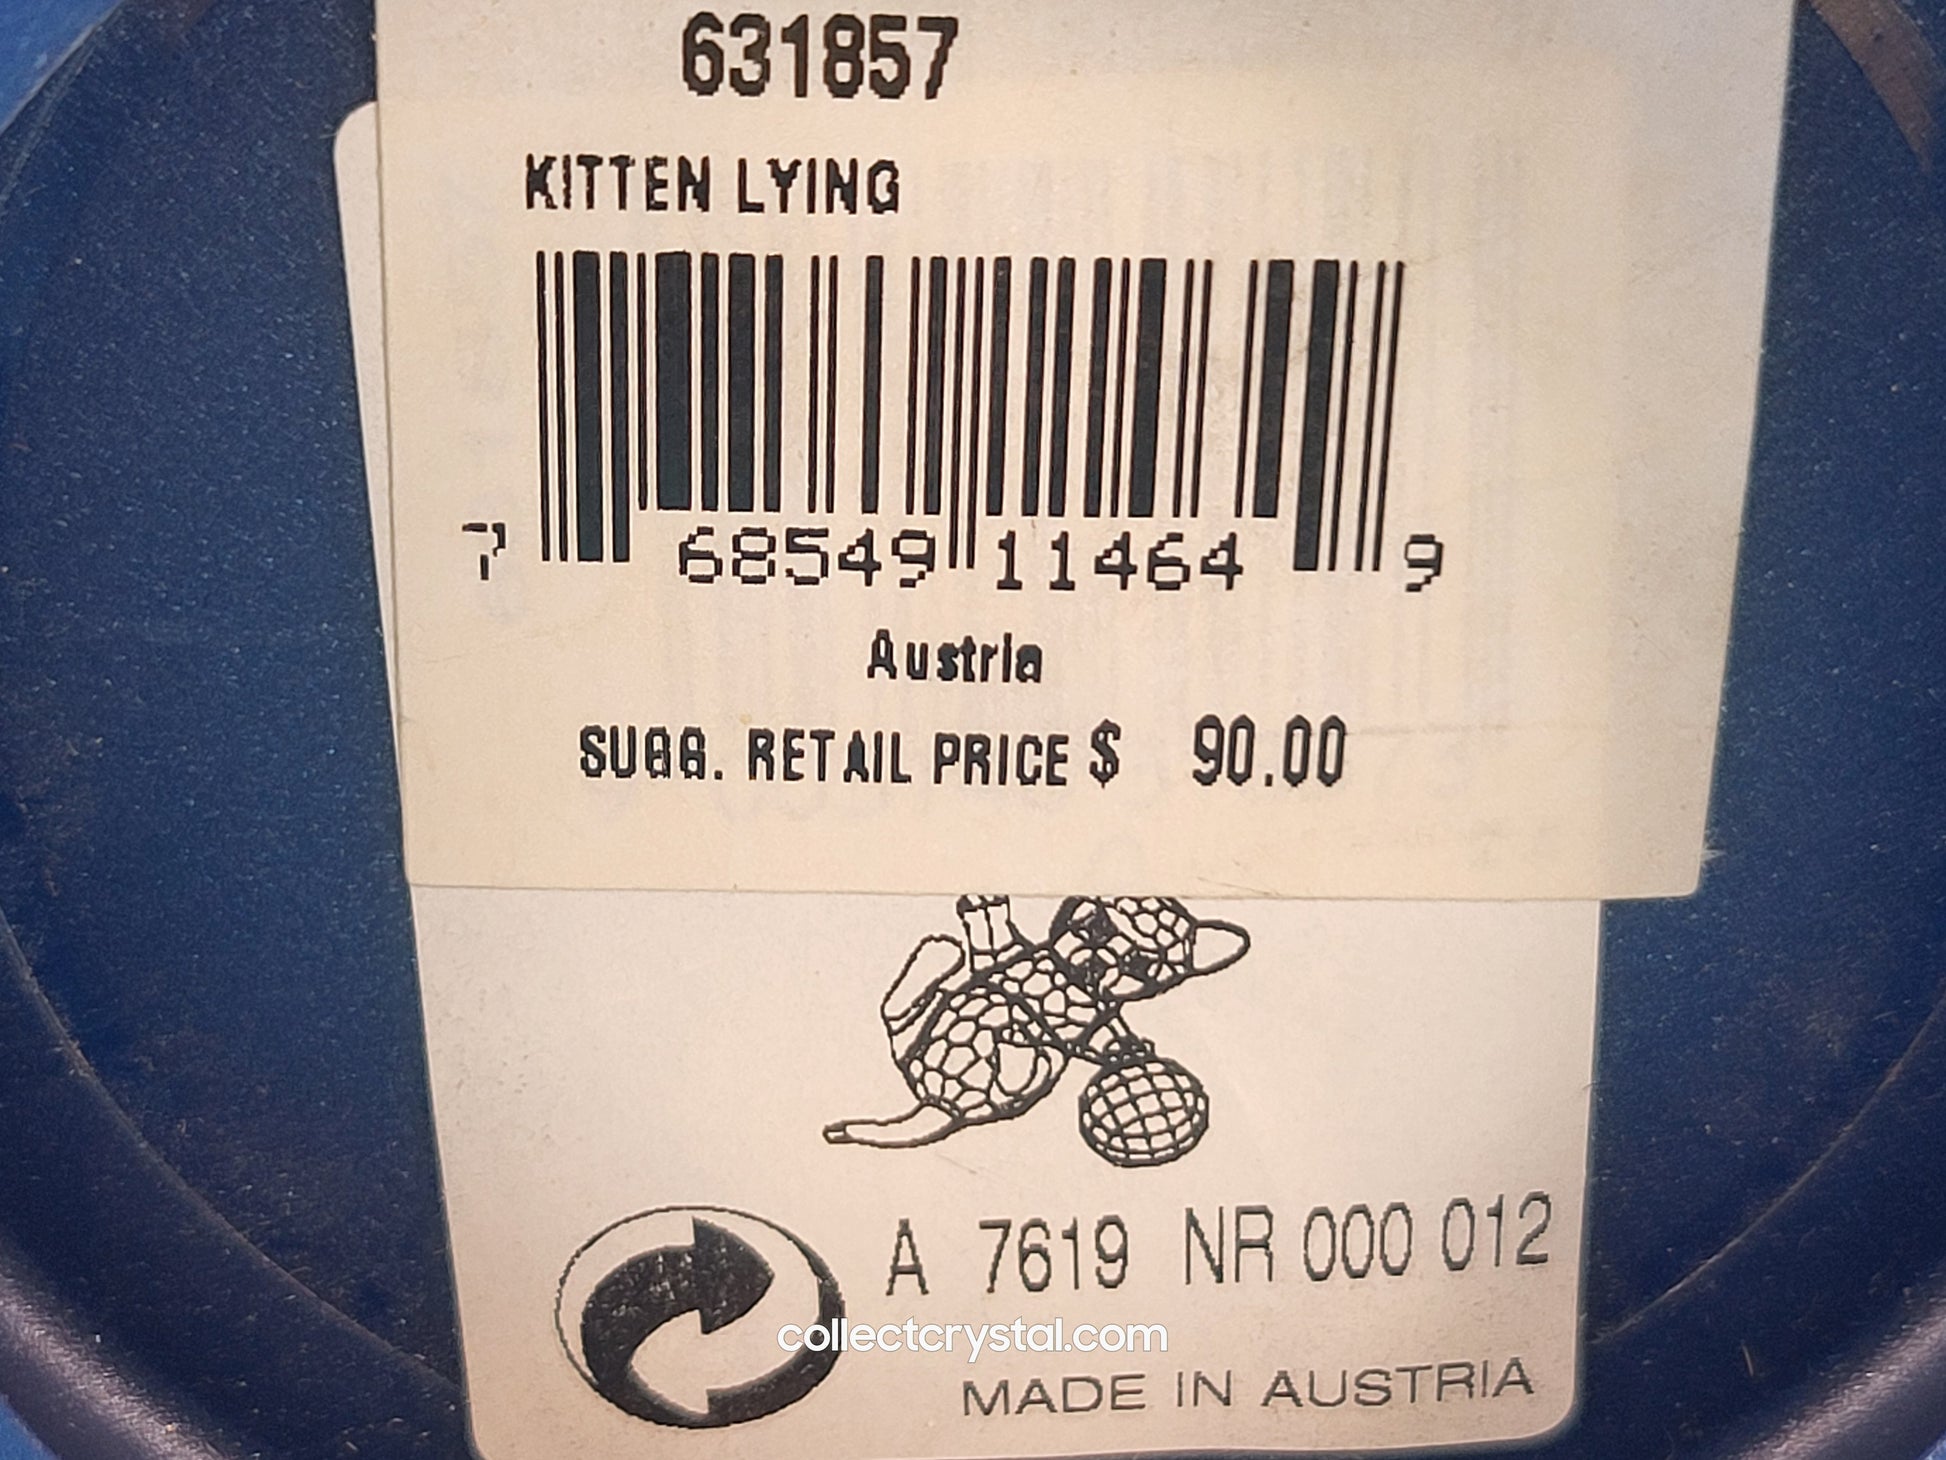 631857
KITTEN LYING
7 68549 11464 9
Austria
SUGG. RETAIL PRICE $ 90.00
A 7619 NR 000 012
collectcrystal.com
MADE IN AUSTRIA